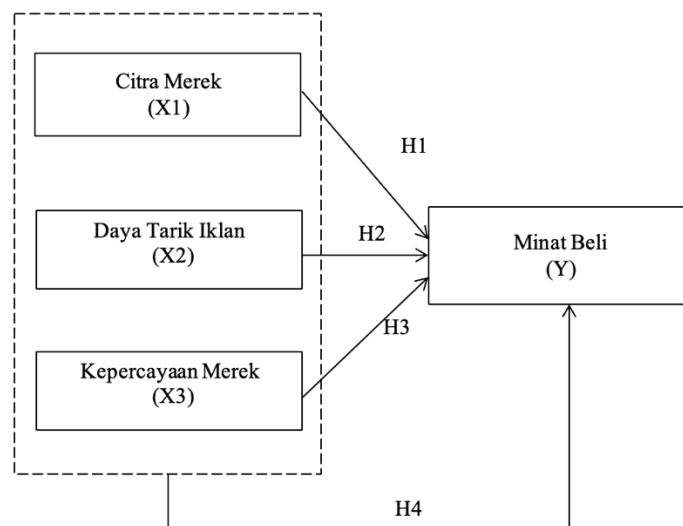 Citra Merek
(X1)
H1
Daya Tarik Iklan
(X2)
H2
Minat Beli
(Y)
H3
Kepercayaan Merek
(X3)
H4